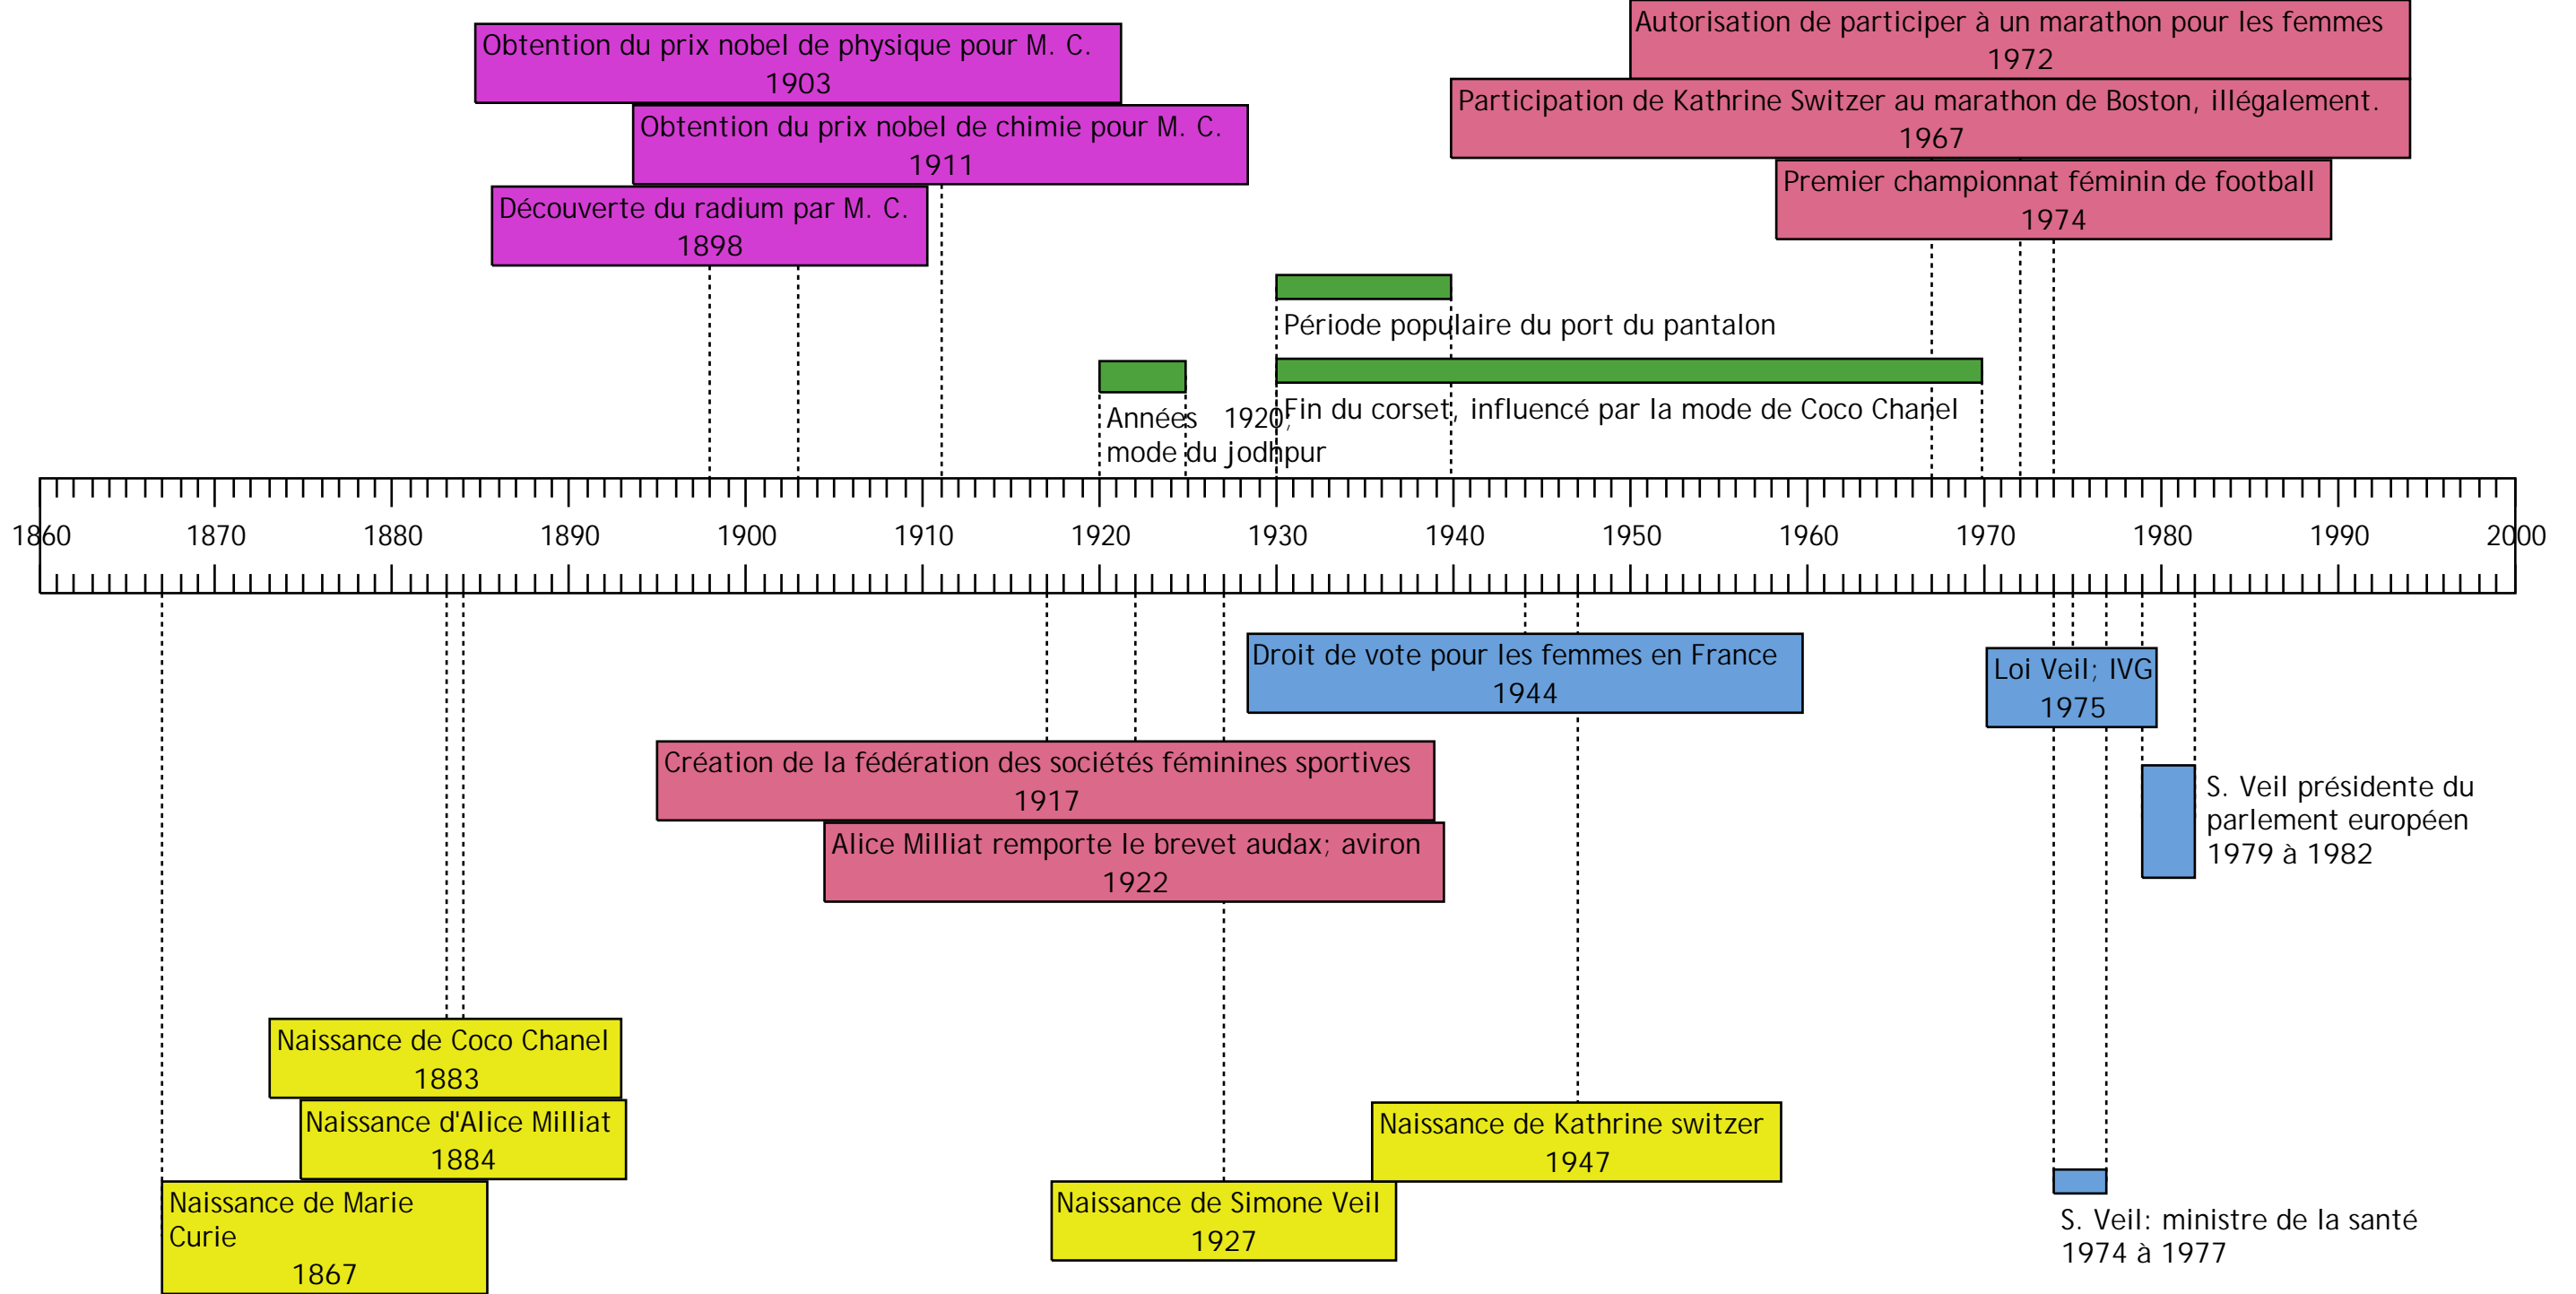 Obtention du prix nobel de physique pour M. C.
1903
Obtention du prix nobel de chimie pour M. C.
1911
Découverte du radium par M. C.
1898
Autorisation de participer à un marathon pour les femmes
1972
Participation de Kathrine Switzer au marathon de Boston, illégalement.
1967
Premier championnat féminin de football
1974
Période populaire du port du pantalon
Fin du corset, influencé par la mode de Coco Chanel
Années 1920;
mode du jodhpur
1860 1870 1880 1890 1900 1910 1920 1930 1940 1950 1960 1970 1980 1990 2000
Droit de vote pour les femmes en France
1944
Loi Veil; IVG
1975
Création de la fédération des sociétés féminines sportives
1917
Alice Milliat remporte le brevet audax; aviron
1922
S. Veil présidente du
parlement européen
1979 à 1982
Naissance de Coco Chanel
1883
Naissance d'Alice Milliat
1884
Naissance de Marie
Curie
1867
Naissance de Kathrine switzer
1947
Naissance de Simone Veil
1927
S. Veil: ministre de la santé
1974 à 1977